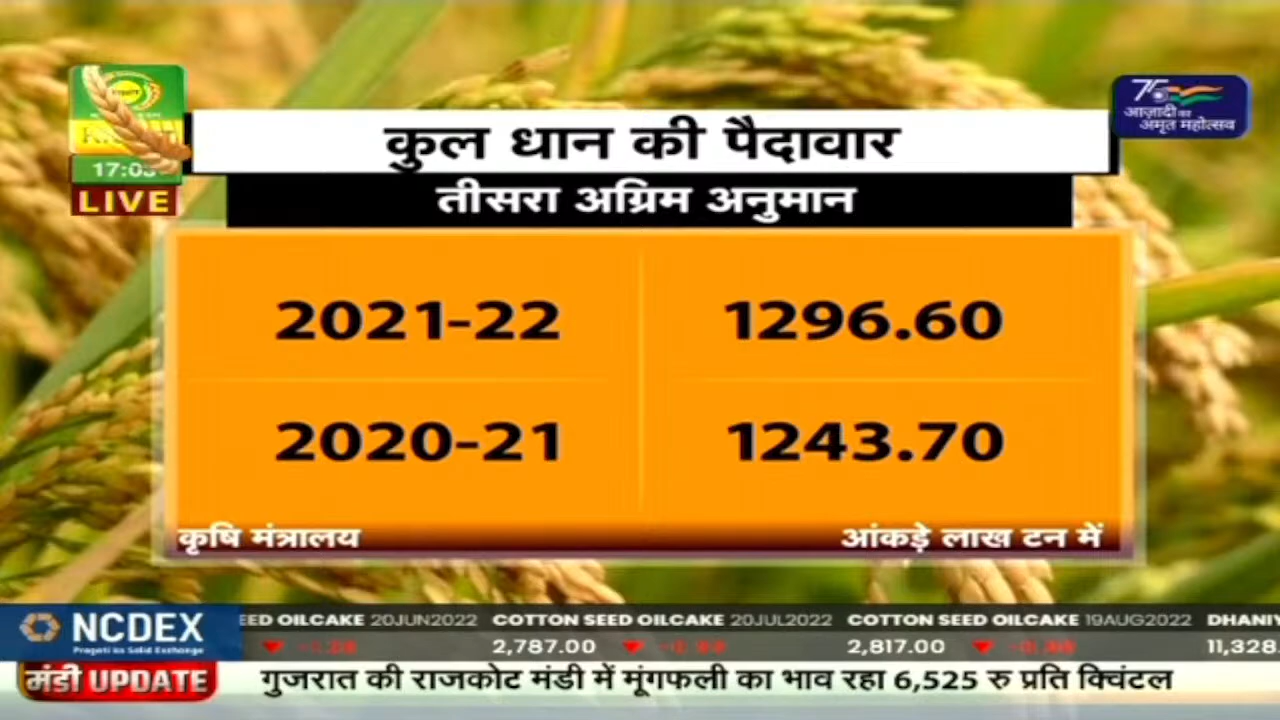 17:03
LIVE
75
आज़ादी का
अमृत महोत्सव
कुल धान की पैदावार
तीसरा अग्रिम अनुमान
2021-22 1296.60
2020-21 1243.70
कृषि मंत्रालय आंकड़े लाख टन में
NCDEX
EED OILCAKE 20JUN2022 COTTON SEED OILCAKE 20JUL2022 COTTON SEED OILCAKE 19AUG2022 DHANIY
2,787.00 2,817.00 11,328.
मंडी UPDATE
गुजरात की राजकोट मंडी में मूंगफली का भाव रहा 6,525 रु प्रति क्विंटल